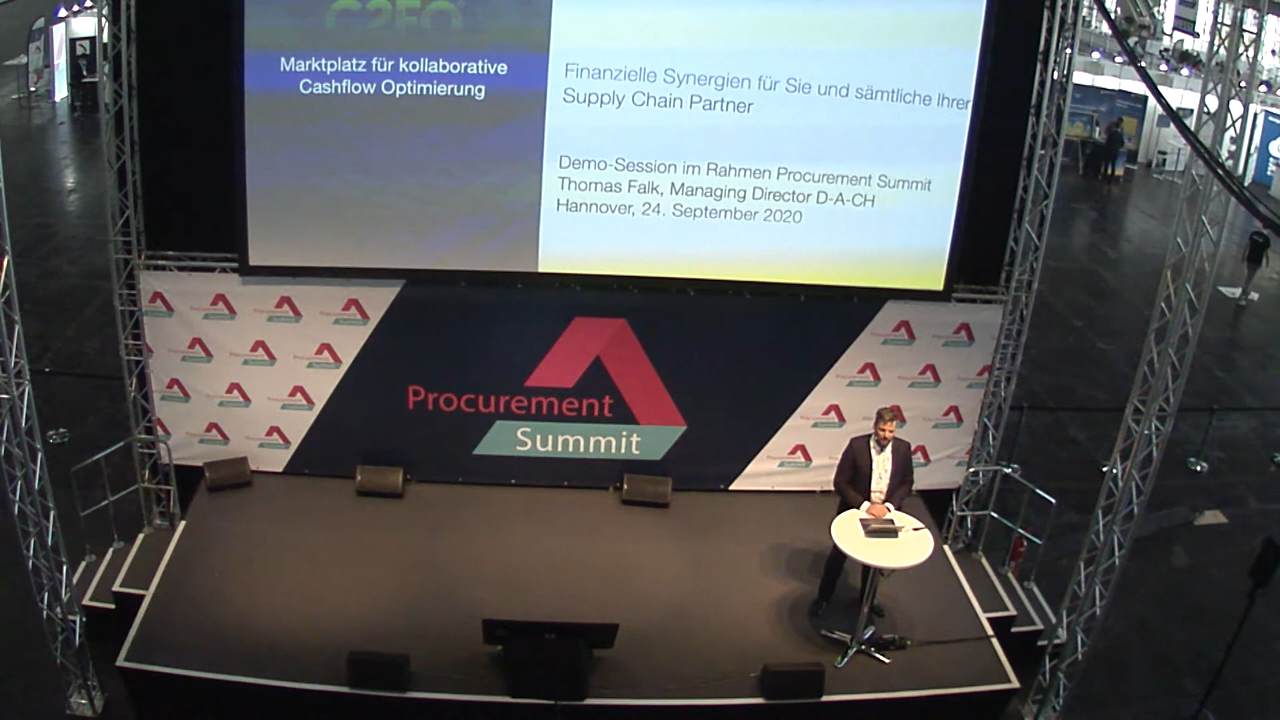 C2FO
Marktplatz für kollaborative
Cashflow Optimierung
Finanzielle Synergien für Sie und sämtliche Ihrer
Supply Chain Partner
Demo-Session im Rahmen Procurement Summit
Thomas Falk, Managing Director D-A-CH
Hannover, 24. September 2020
Procurement
Summit